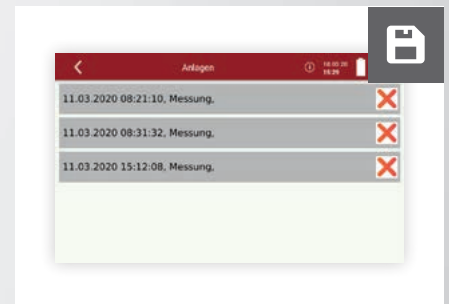 Anlagen
11.03.2020 08:21:10, Messung,
11.03.2020 08:31:32, Messung,
11.03.2020 15:12:08, Messung,